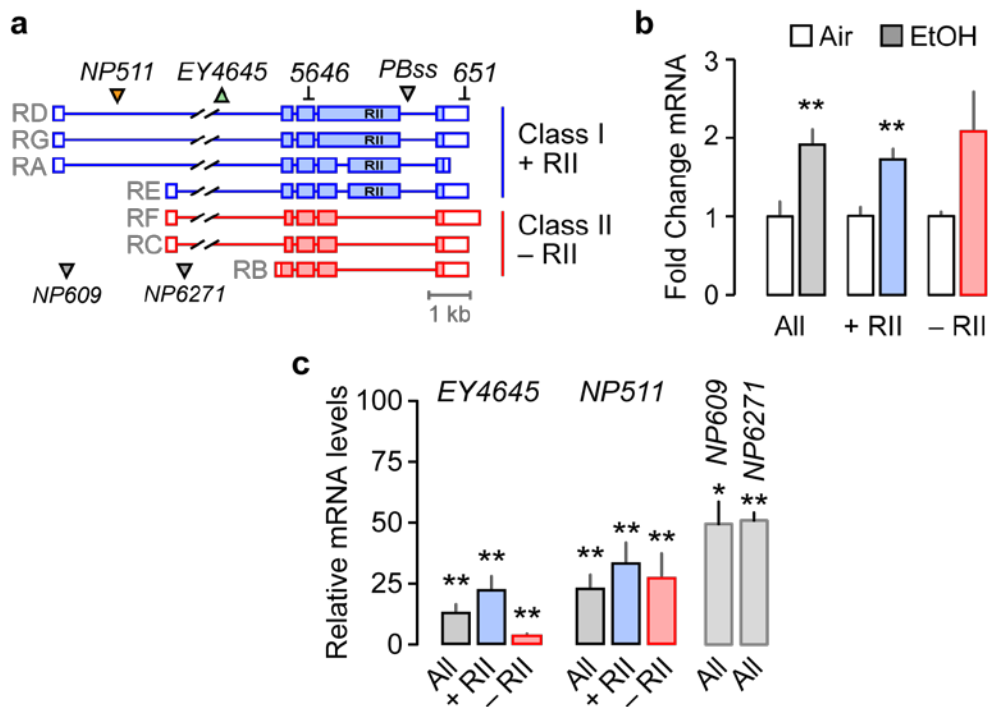 a
NP511 EY4645 5646 PBss 651
RD RII
RG RII Class I
RA RII + RII
RE RII
RF Class II
RC – RII
RB
NP609 NP6271
1 kb
b
Air EtOH
Fold Change mRNA
3
2
1
0
** **
All + RII – RII
c
EY4645 NP511 NP609 NP6271
Relative mRNA levels
100
75
50
25
0
** ** ** ** ** ** * **
All + RII – RII All + RII – RII All All